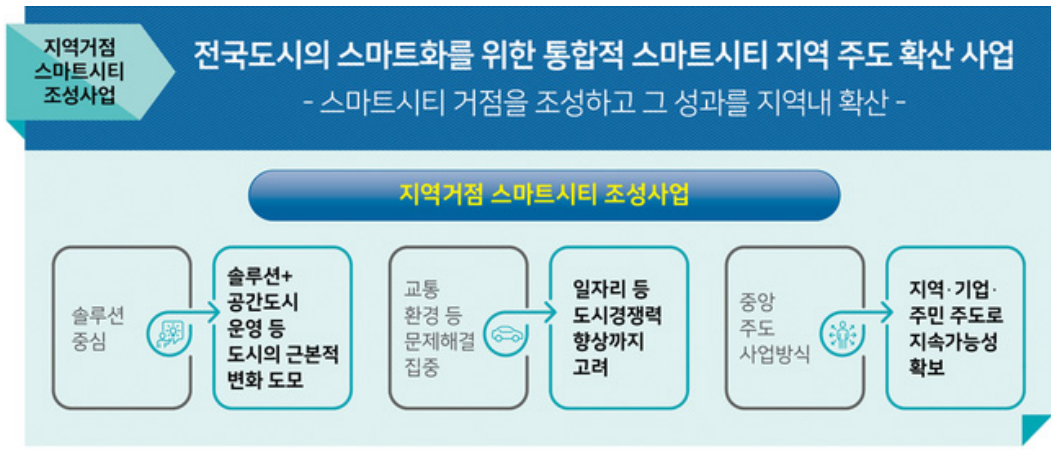 지역거점
스마트시티
조성사업
전국도시의 스마트화를 위한 통합적 스마트시티 지역 주도 확산 사업
- 스마트시티 거점을 조성하고 그 성과를 지역내 확산 -
지역거점 스마트시티 조성사업
솔루션
중심
솔루션+
공간도시
운영 등
도시의 근본적
변화 도모
교통
환경 등
문제해결
집중
일자리 등
도시경쟁력
향상까지
고려
중앙
주도
사업방식
지역·기업·
주민 주도로
지속가능성
확보